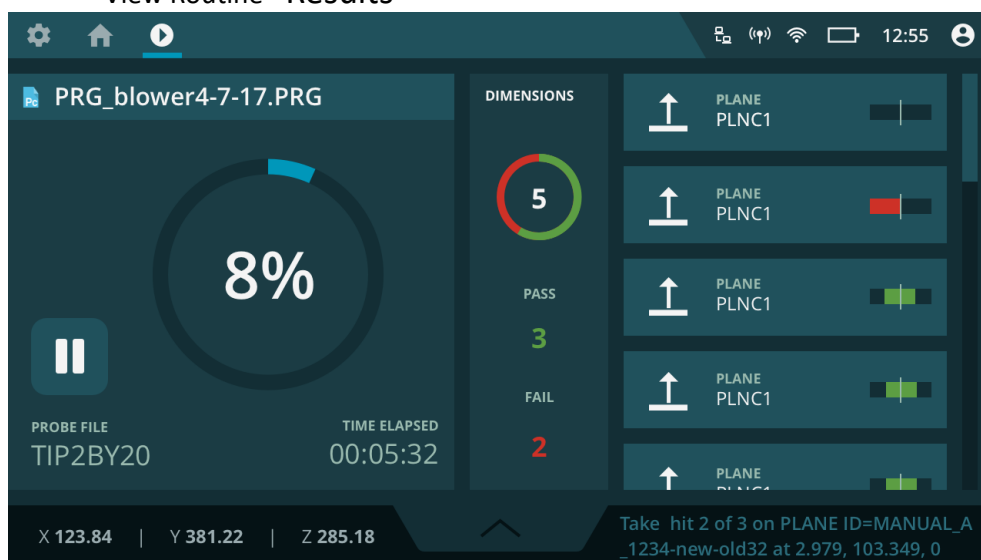 View Routine - Results
12:55
Pc
PRG_blower4-7-17.PRG
8%
PROBE FILE
TIP2BY20
TIME ELAPSED
00:05:32
DIMENSIONS
5
PASS
3
FAIL
2
PLANE
PLNC1
PLANE
PLNC1
PLANE
PLNC1
PLANE
PLNC1
PLANE
PLNC1
X 123.84 | Y 381.22 | Z 285.18
Take hit 2 of 3 on PLANE ID=MANUAL_A
_1234-new-old32 at 2.979, 103.349, 0